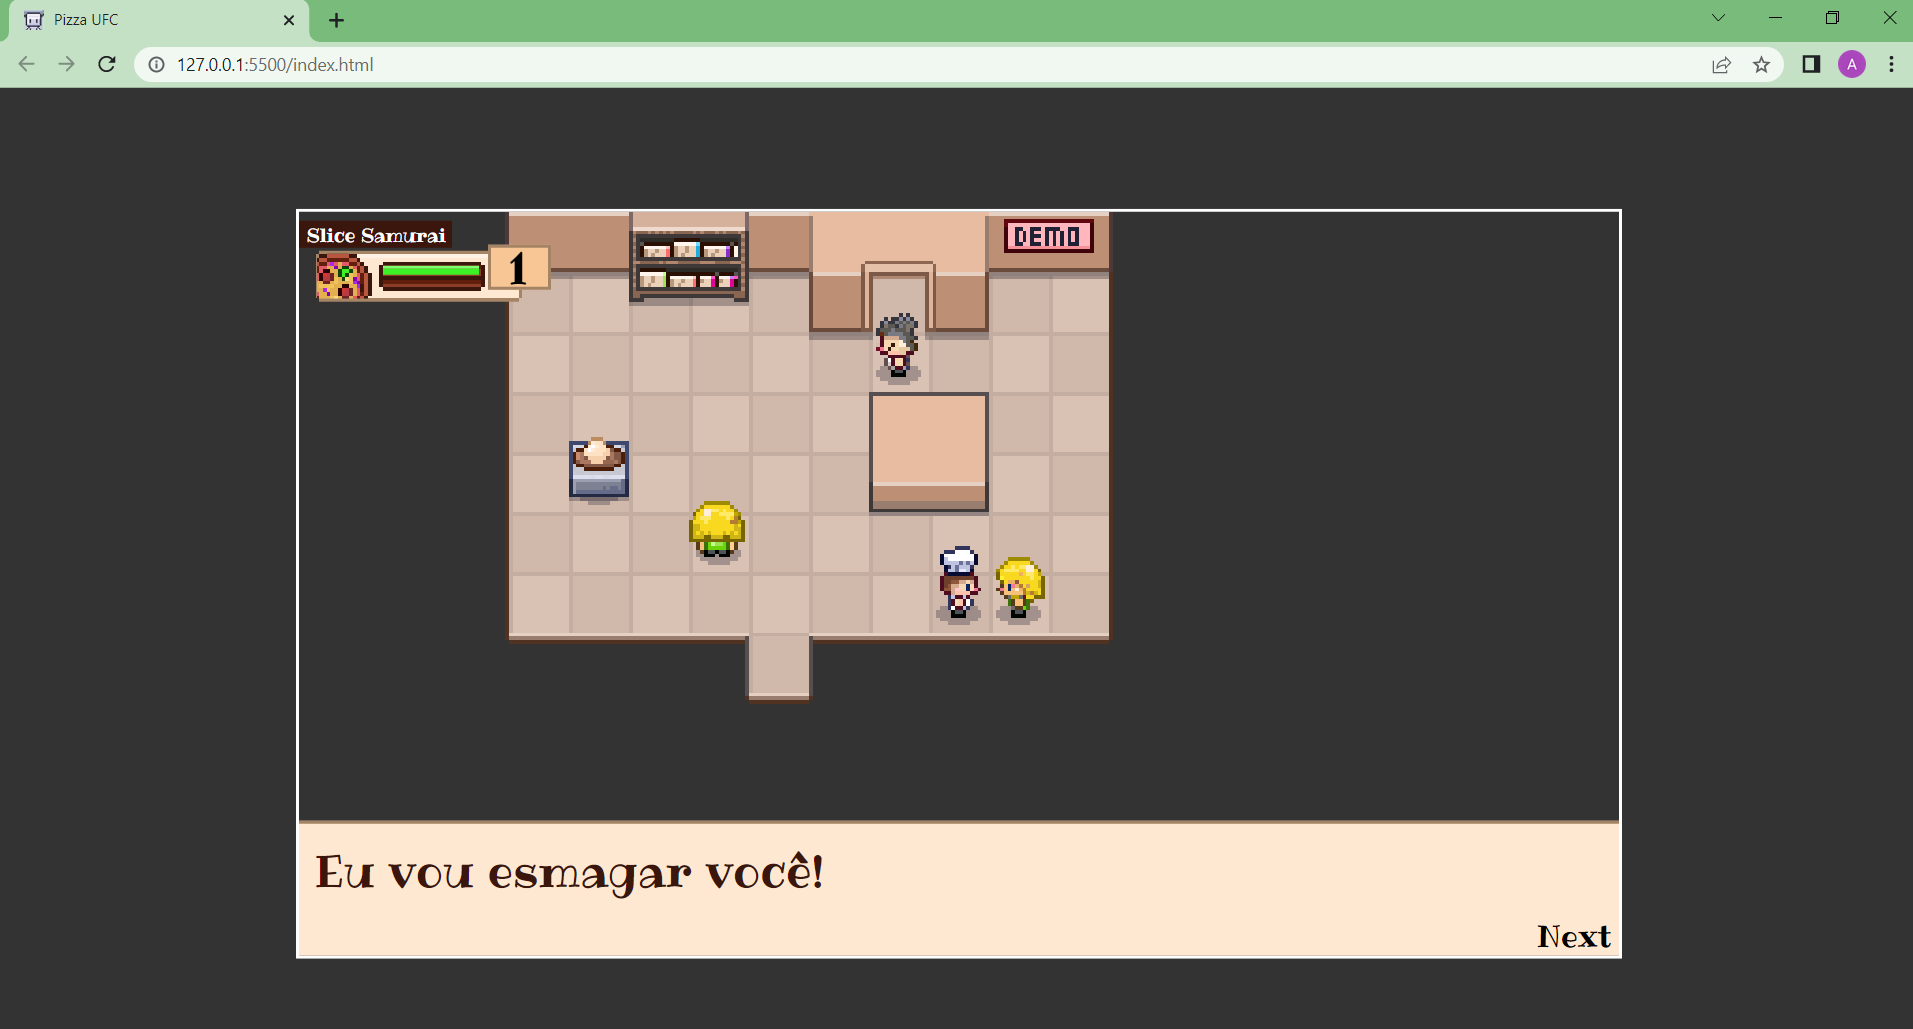 Pizza UFC
127.0.0.1:5500/index.html
A
Slice Samurai
1
DEMO
Eu vou esmagar você!
Next